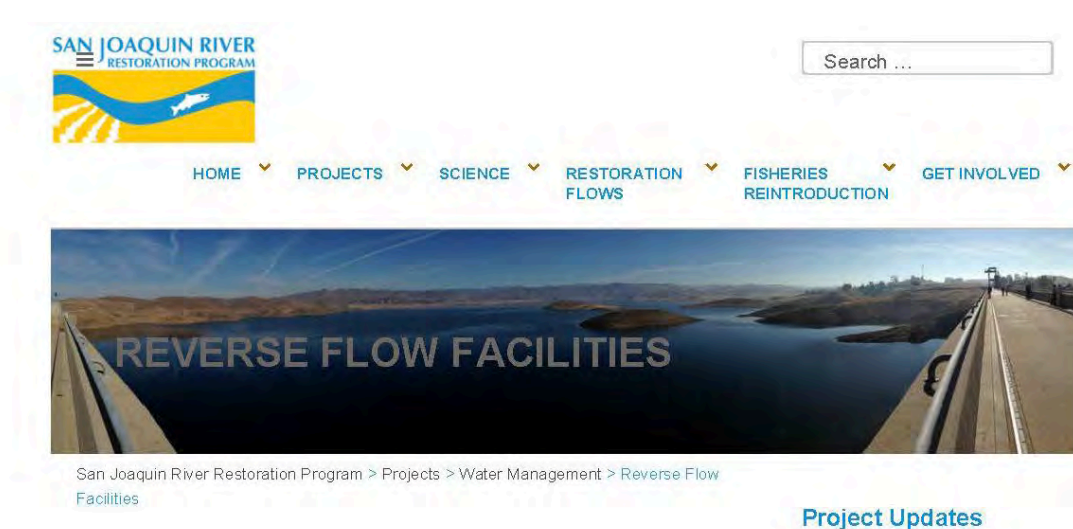 SAN JOAQUIN RIVER
RESTORATION PROGRAM
Search ...
HOME PROJECTS SCIENCE RESTORATION FLOWS FISHERIES REINTRODUCTION GET INVOLVED
REVERSE FLOW FACILITIES
San Joaquin River Restoration Program > Projects > Water Management > Reverse Flow
Facilities
Project Updates